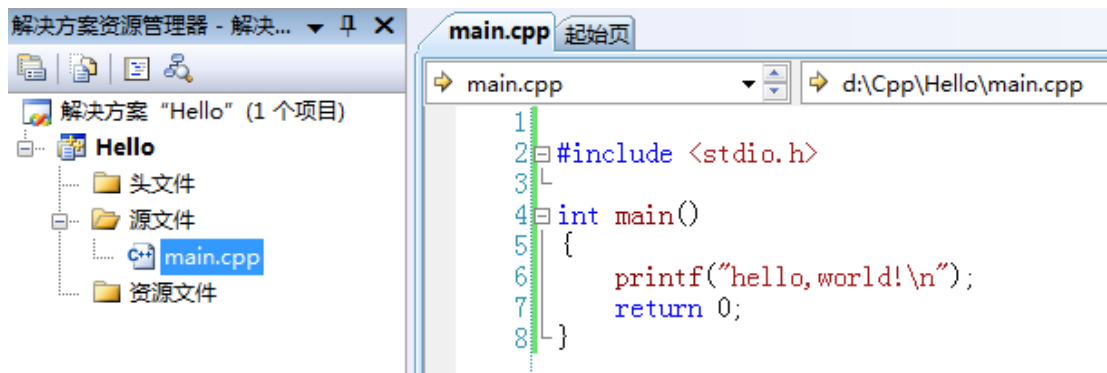 解决方案资源管理器 - 解决...
解决方案 “Hello” (1 个项目)
Hello
头文件
源文件
main.cpp
资源文件
main.cpp 起始页
main.cpp d:\Cpp\Hello\main.cpp
1
2 #include <stdio.h>
3
4 int main()
5 {
6 printf("hello,world!\n");
7 return 0;
8 }